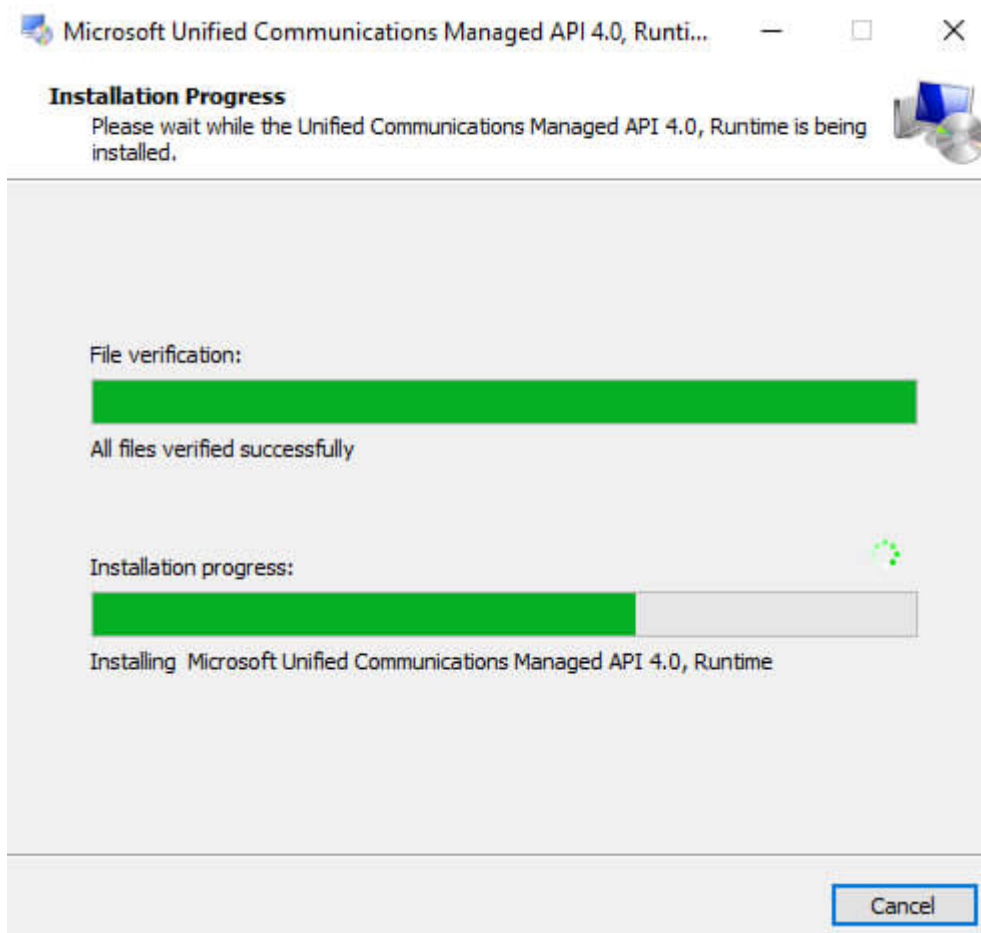 Microsoft Unified Communications Managed API 4.0, Runti...
Installation Progress
Please wait while the Unified Communications Managed API 4.0, Runtime is being
installed.
File verification:
All files verified successfully
Installation progress:
Installing  Microsoft Unified Communications Managed API 4.0, Runtime
Cancel